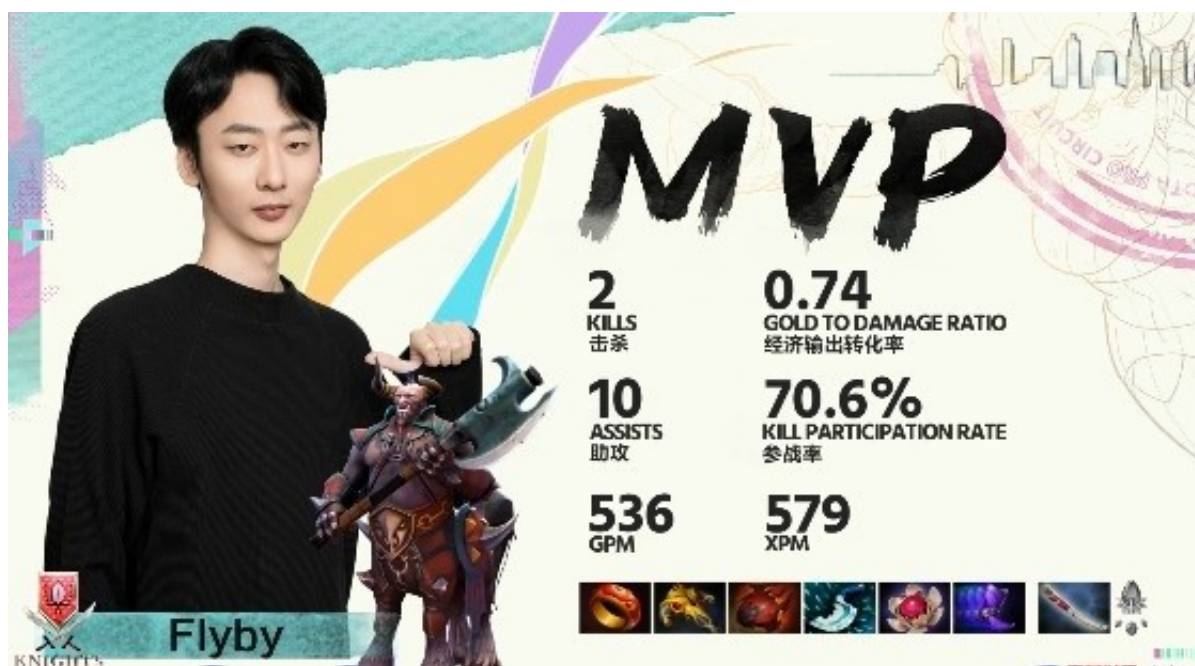 MVP
2
KILLS
击杀
0.74
GOLD TO DAMAGE RATIO
经济输出转化率
10
ASSISTS
助攻
70.6%
KILL PARTICIPATION RATE
参战率
536
GPM
579
XPM
Flyby
KNIGHTS
CIRCUIT